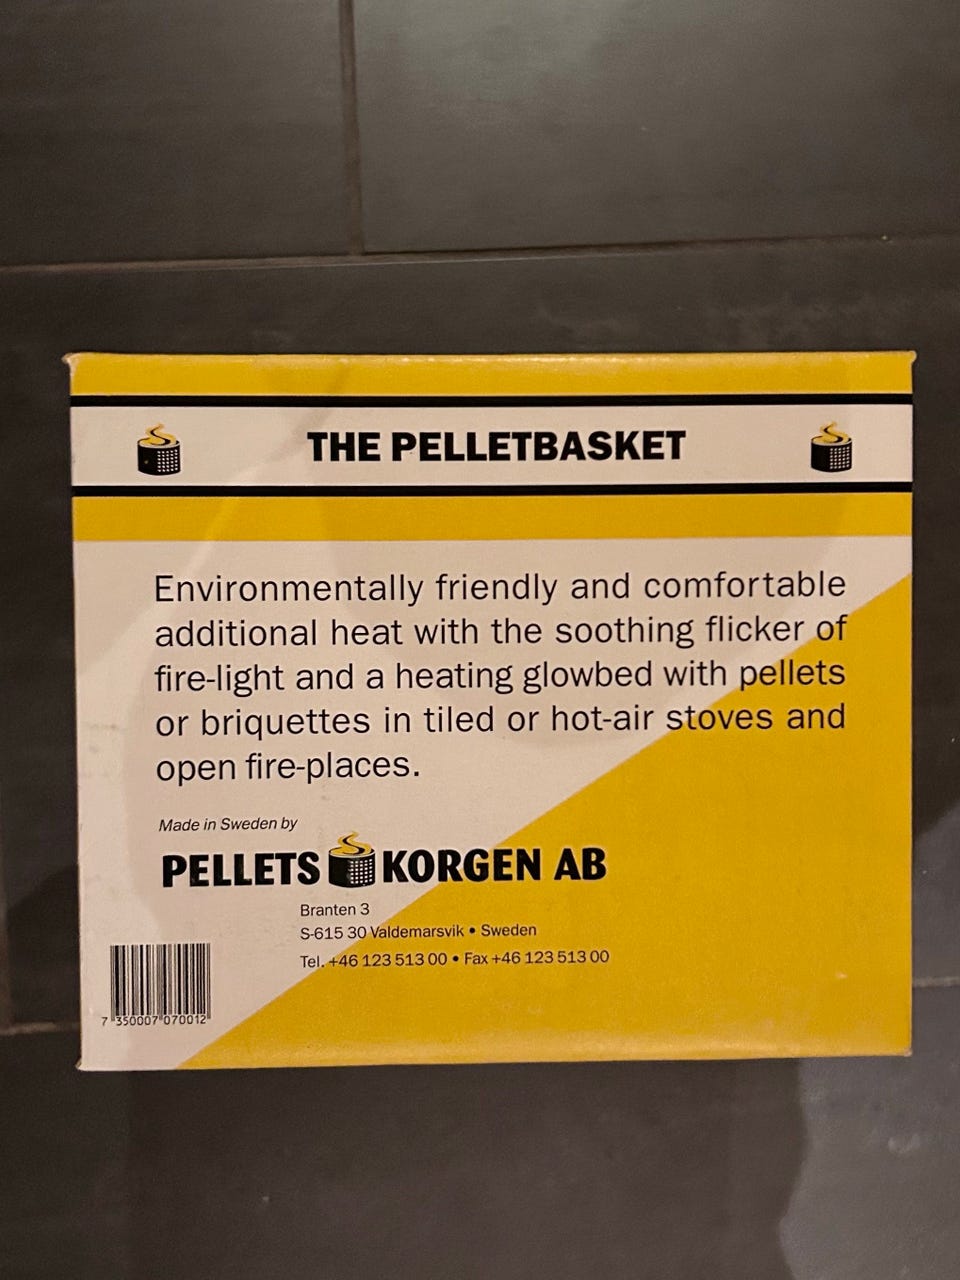 THE PELLETBASKET
Environmentally friendly and comfortable
additional heat with the soothing flicker of
fire-light and a heating glowbed with pellets
or briquettes in tiled or hot-air stoves and
open fire-places.
Made in Sweden by
PELLETS KORGEN AB
Branten 3
S-615 30 Valdemarsvik • Sweden
Tel. +46 123 513 00 • Fax +46 123 513 00
7 350007 070012